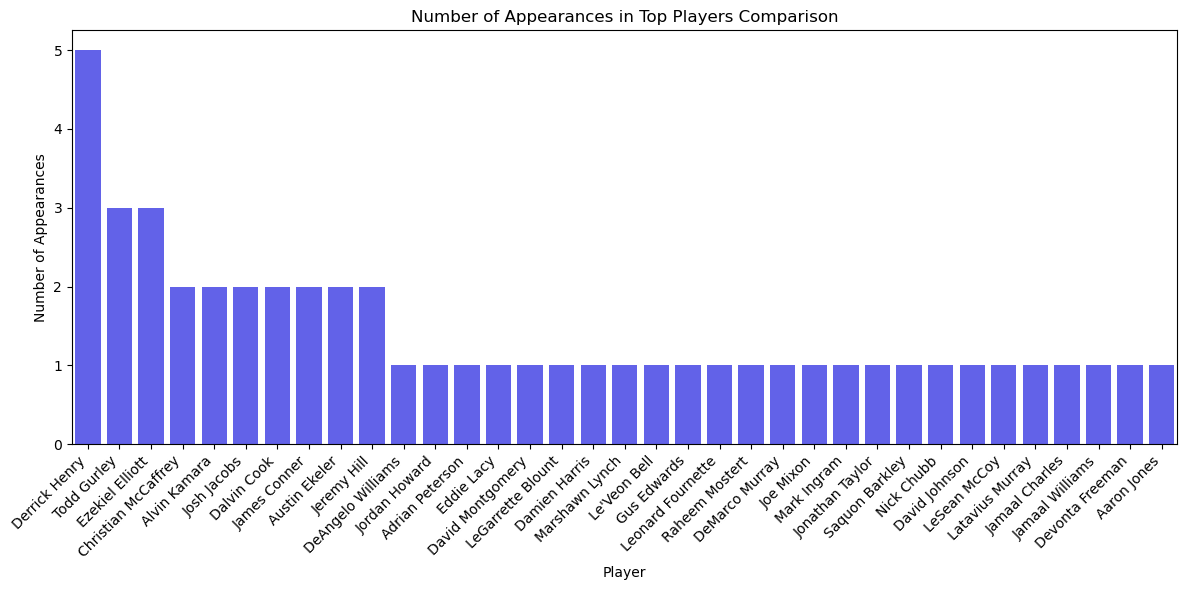 Number of Appearances in Top Players Comparison
Number of Appearances
5
4
3
2
1
0
Derrick Henry
Todd Gurley
Ezekiel Elliott
Christian McCaffrey
Alvin Kamara
Josh Jacobs
Dalvin Cook
James Conner
Austin Ekeler
Jeremy Hill
DeAngelo Williams
Jordan Howard
Adrian Peterson
Eddie Lacy
David Montgomery
LeGarrette Blount
Damien Harris
Marshawn Lynch
Le'Veon Bell
Gus Edwards
Leonard Fournette
Raheem Mostert
DeMarco Murray
Joe Mixon
Mark Ingram
Jonathan Taylor
Saquon Barkley
Nick Chubb
David Johnson
LeSean McCoy
Latavius Murray
Jamaal Charles
Jamaal Williams
Devonta Freeman
Aaron Jones
Player